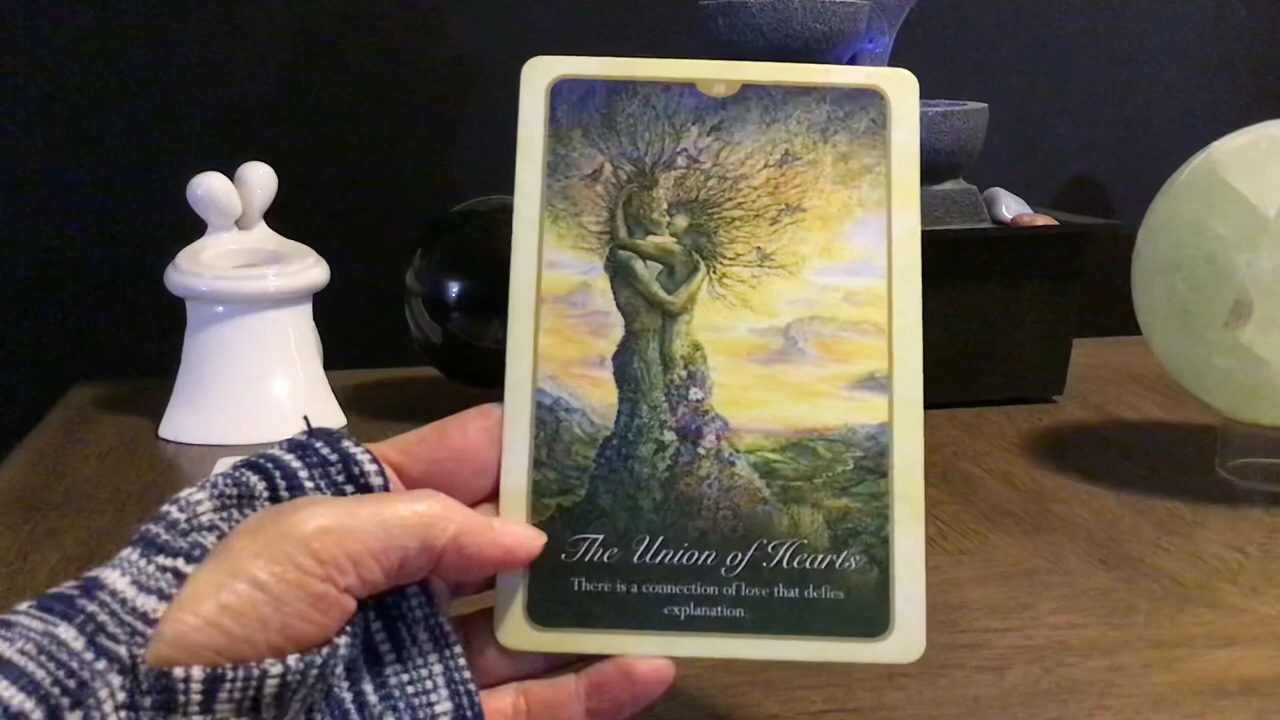 The Union of Hearts
There is a connection of love that defies
explanation.